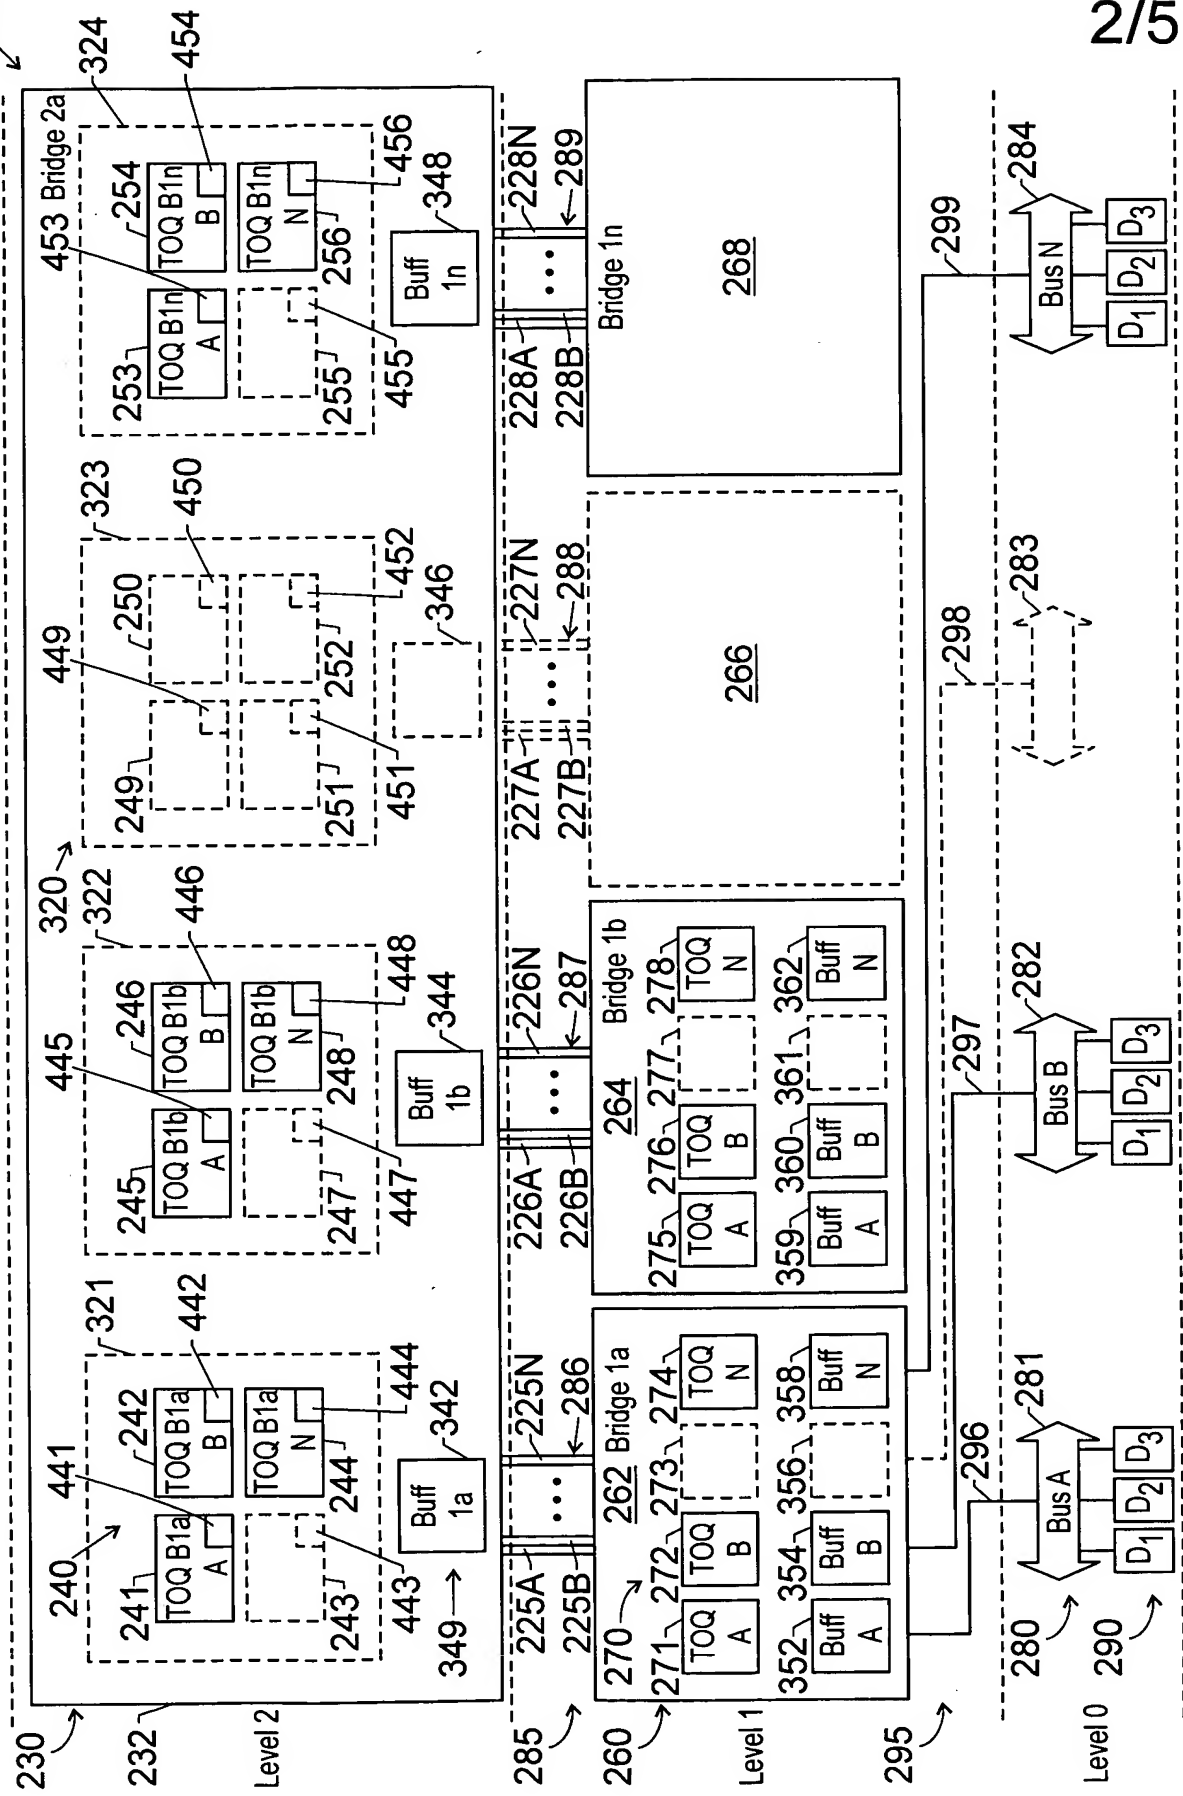 2/5
230
240
241
242
441
321
245
445
246
322
320
249
449
250
323
253
453
254
Bridge 2a
324
232
TOQ B1a
A
TOQ B1a
B
442
TOQ B1b
A
TOQ B1b
B
446
450
TOQ B1n
A
TOQ B1n
B
454
Level 2
TOQ B1a
N
TOQ B1b
N
TOQ B1n
N
243
443
244
444
247
447
248
448
251
451
252
452
255
455
256
456
349
Buff
1a
342
Buff
1b
344
346
Buff
1n
348
285
225A
225B
225N
286
226A
226B
226N
287
227A
227B
227N
288
228A
228B
228N
289
260
270
262
Bridge 1a
264
Bridge 1b
Bridge 1n
271
272
273
274
275
276
277
278
TOQ
A
TOQ
B
TOQ
N
TOQ
A
TOQ
B
TOQ
N
266
268
Level 1
352
354
356
358
359
360
361
362
Buff
A
Buff
B
Buff
N
Buff
A
Buff
B
Buff
N
295
296
297
298
299
280
281
282
283
284
Bus A
Bus B
Bus N
Level 0
290
D1
D2
D3
D1
D2
D3
D1
D2
D3